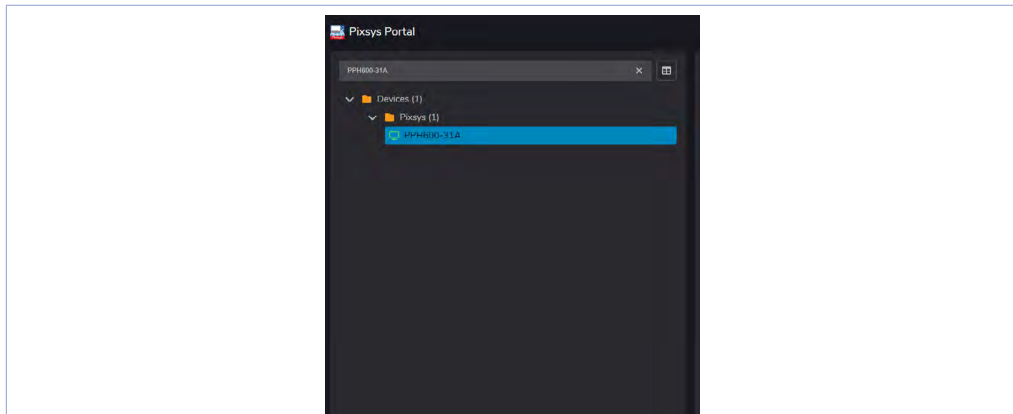 Pixsys Portal
PPH600-31A
Devices (1)
Pixsys (1)
PPH600-31A